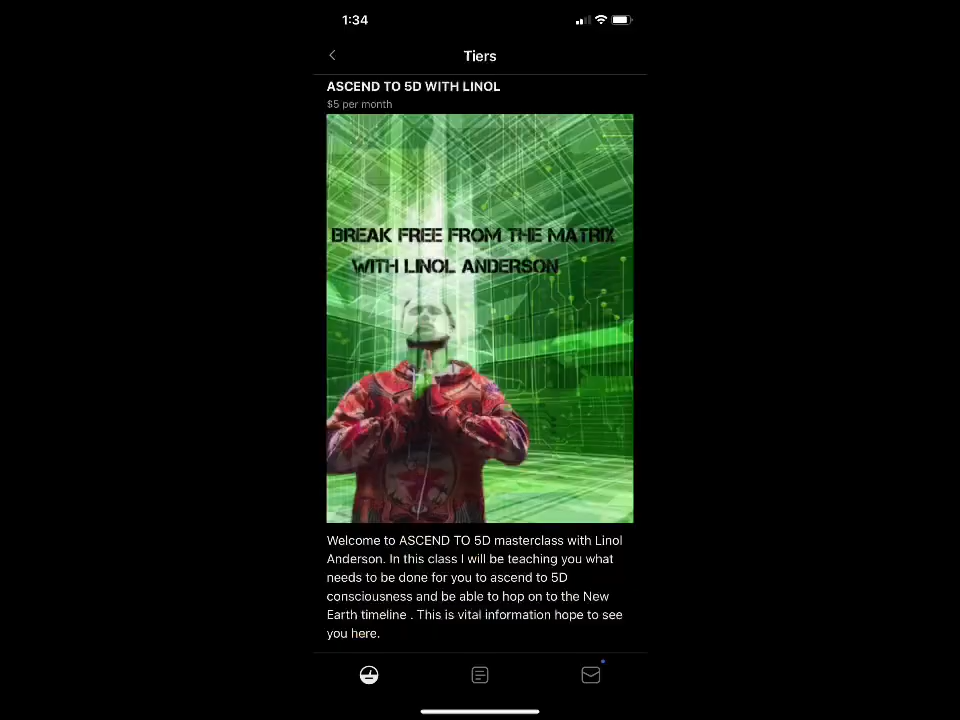 1:34
Tiers
ASCEND TO 5D WITH LINOL
$5 per month
BREAK FREE FROM THE MATRIX
WITH LINOL ANDERSON
Welcome to ASCEND TO 5D masterclass with Linol
Anderson. In this class I will be teaching you what
needs to be done for you to ascend to 5D
consciousness and be able to hop on to the New
Earth timeline . This is vital information hope to see
you here.